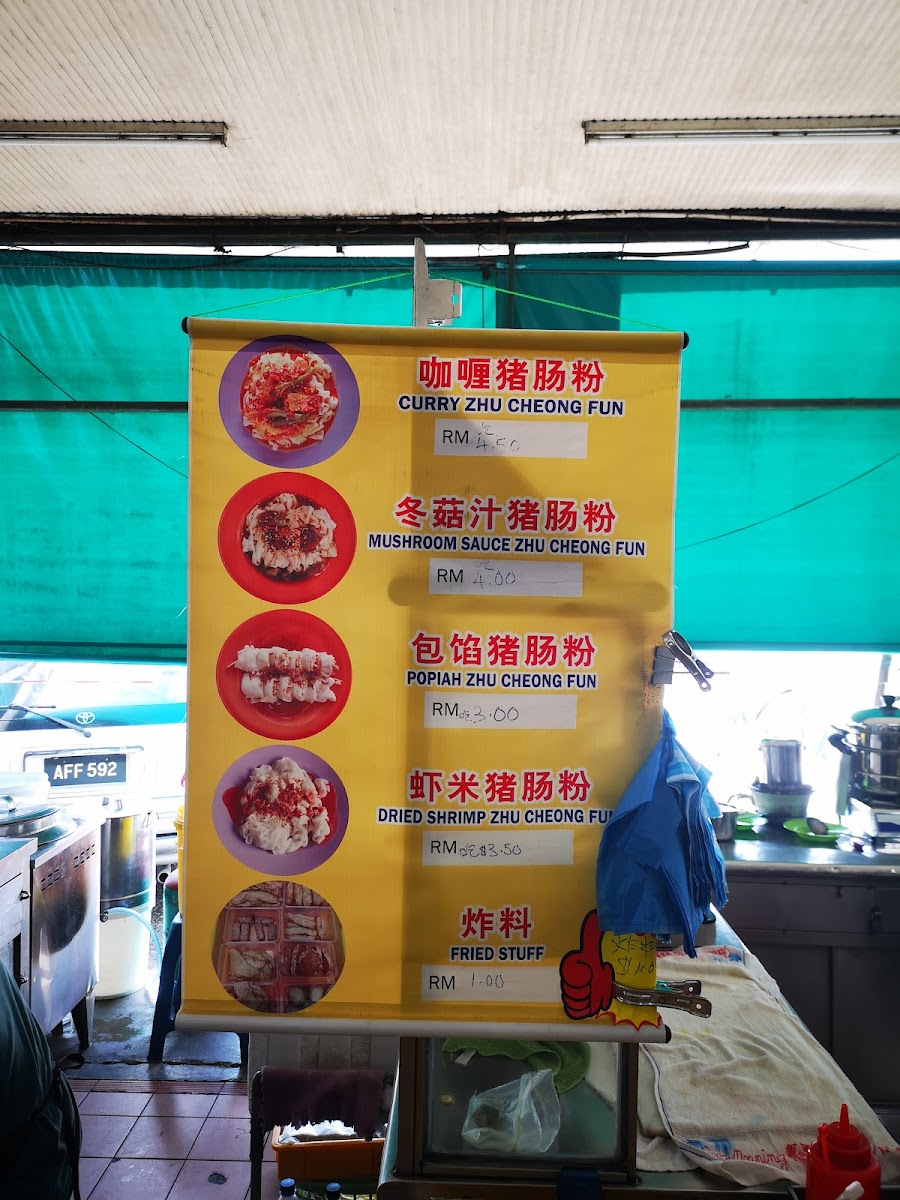 咖喱猪肠粉
CURRY ZHU CHEONG FUN
RM 4.50
冬菇汁猪肠粉
MUSHROOM SAUCE ZHU CHEONG FUN
RM 4.00
包馅猪肠粉
POPIAH ZHU CHEONG FUN
RM 3.00
虾米猪肠粉
DRIED SHRIMP ZHU CHEONG FUN
RM 3.50
炸料
FRIED STUFF
RM 1.00
AFF 592